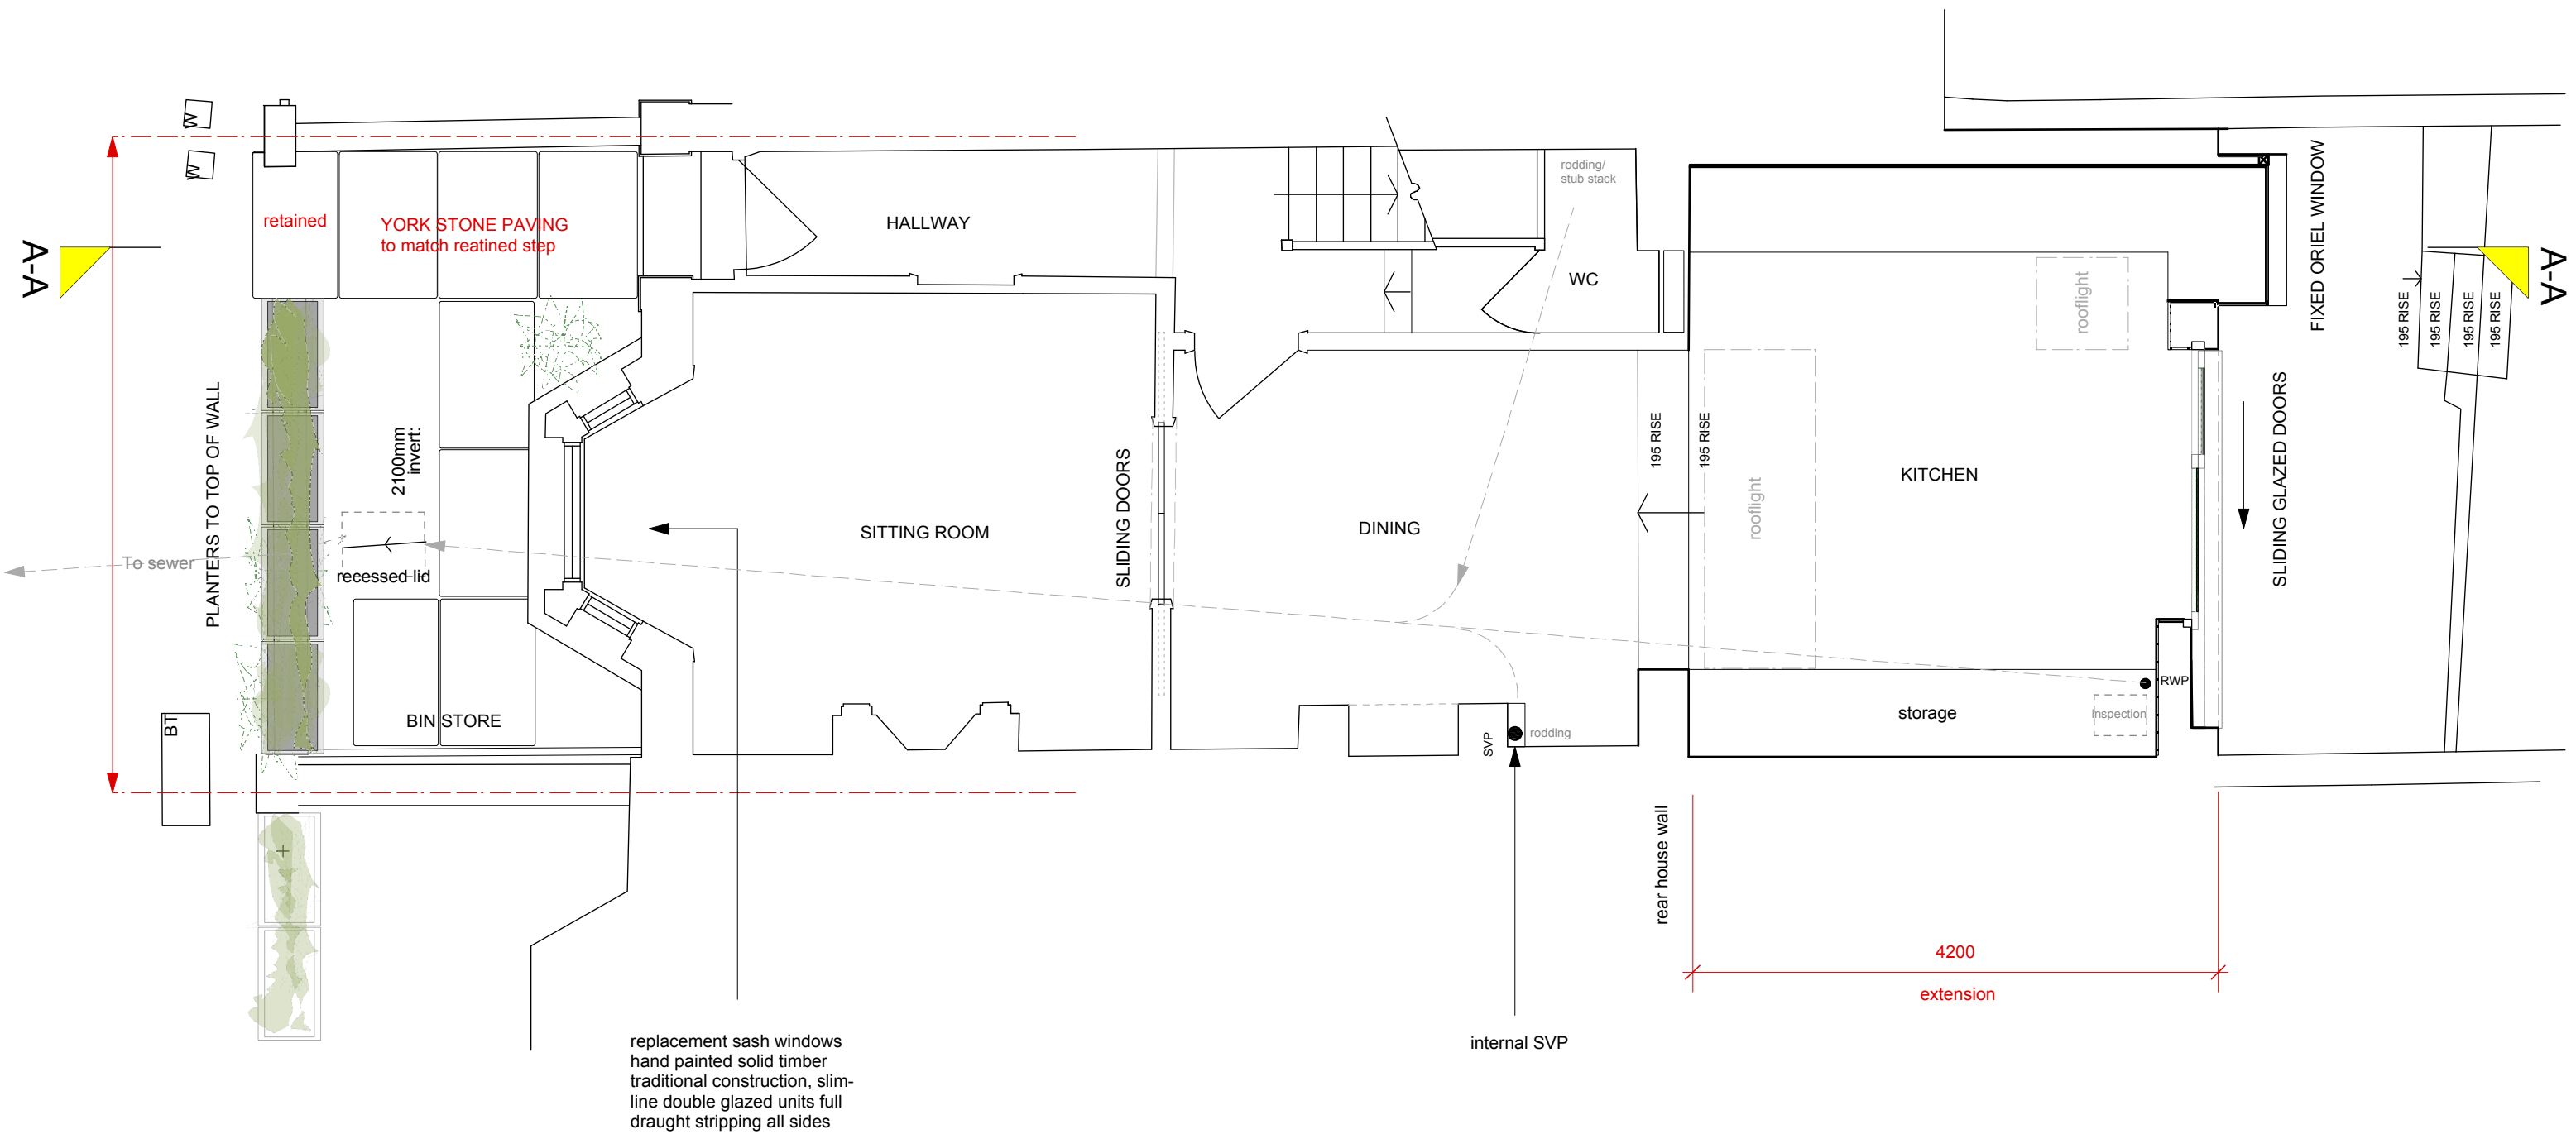 W
W
retained
YORK STONE PAVING
to match reatined step
HALLWAY
rodding/
stub stack
WC
rooflight
FIXED ORIEL WINDOW
A-A
A-A
195 RISE
195 RISE
195 RISE
195 RISE
PLANTERS TO TOP OF WALL
2100mm
invert:
To sewer
recessed lid
SITTING ROOM
SLIDING DOORS
DINING
195 RISE
195 RISE
rooflight
KITCHEN
SLIDING GLAZED DOORS
BT
BIN STORE
SVP
rodding
storage
inspection
RWP
rear house wall
4200
extension
internal SVP
replacement sash windows
hand painted solid timber
traditional construction, slim-
line double glazed units full
draught stripping all sides